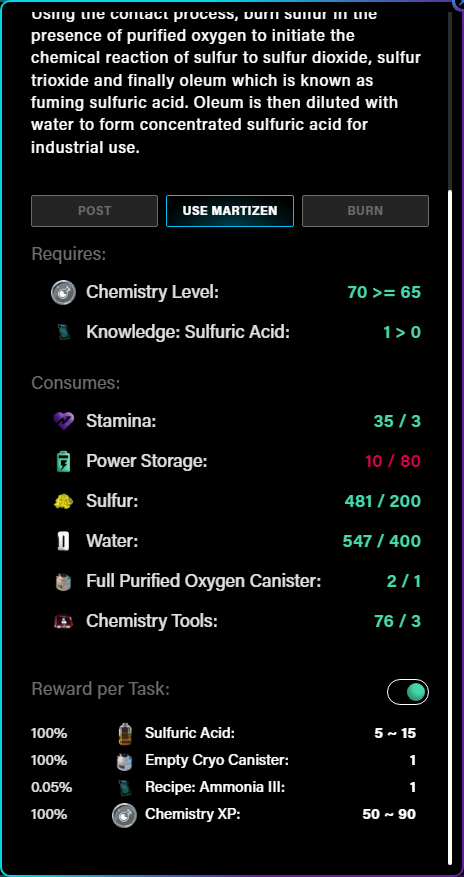 Using the contact process, burn sulfur in the
presence of purified oxygen to initiate the
chemical reaction of sulfur to sulfur dioxide, sulfur
trioxide and finally oleum which is known as
fuming sulfuric acid. Oleum is then diluted with
water to form concentrated sulfuric acid for
industrial use.
POST USE MARTIZEN BURN
Requires:
Chemistry Level: 70 >= 65
Knowledge: Sulfuric Acid: 1 > 0
Consumes:
Stamina: 35 / 3
Power Storage: 10 / 80
Sulfur: 481 / 200
Water: 547 / 400
Full Purified Oxygen Canister: 2 / 1
Chemistry Tools: 76 / 3
Reward per Task:
100% Sulfuric Acid: 5 ~ 15
100% Empty Cryo Canister: 1
0.05% Recipe: Ammonia III: 1
100% Chemistry XP: 50 ~ 90